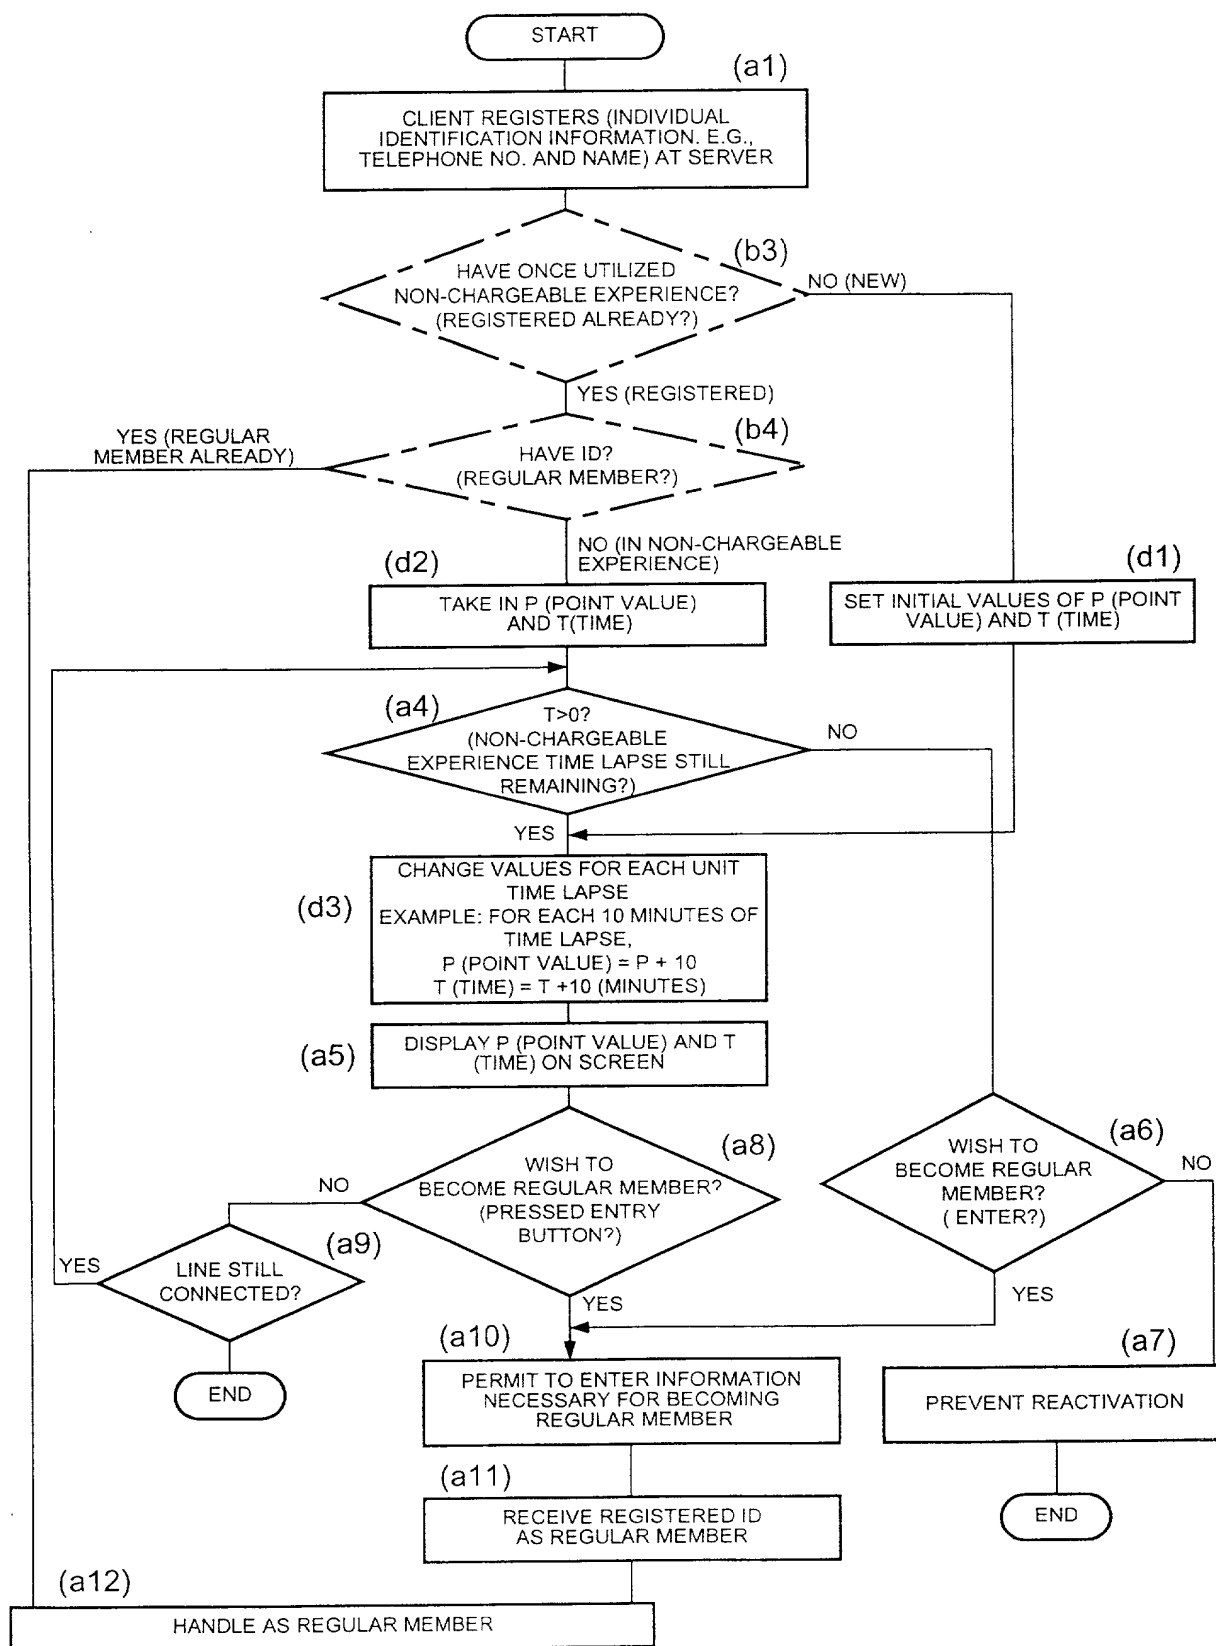 START
(a1)
CLIENT REGISTERS (INDIVIDUAL
IDENTIFICATION INFORMATION. E.G.,
TELEPHONE NO. AND NAME) AT SERVER
(b3)
HAVE ONCE UTILIZED
NON-CHARGEABLE EXPERIENCE?
(REGISTERED ALREADY?)
NO (NEW)
YES (REGISTERED)
(b4)
YES (REGULAR
MEMBER ALREADY)
HAVE ID?
(REGULAR MEMBER?)
NO (IN NON-CHARGEABLE
EXPERIENCE)
(d2)
TAKE IN P (POINT VALUE)
AND T(TIME)
(d1)
SET INITIAL VALUES OF P (POINT
VALUE) AND T (TIME)
(a4)
T>0?
(NON-CHARGEABLE
EXPERIENCE TIME LAPSE STILL
REMAINING?)
NO
YES
(d3)
CHANGE VALUES FOR EACH UNIT
TIME LAPSE
EXAMPLE: FOR EACH 10 MINUTES OF
TIME LAPSE,
P (POINT VALUE) = P + 10
T (TIME) = T +10 (MINUTES)
(a5)
DISPLAY P (POINT VALUE) AND T
(TIME) ON SCREEN
(a8)
WISH TO
BECOME REGULAR MEMBER?
(PRESSED ENTRY
BUTTON?)
NO
(a6)
WISH TO
BECOME REGULAR
MEMBER?
( ENTER?)
NO
(a9)
YES
LINE STILL
CONNECTED?
END
YES
YES
(a10)
PERMIT TO ENTER INFORMATION
NECESSARY FOR BECOMING
REGULAR MEMBER
(a7)
PREVENT REACTIVATION
END
(a11)
RECEIVE REGISTERED ID
AS REGULAR MEMBER
(a12)
HANDLE AS REGULAR MEMBER